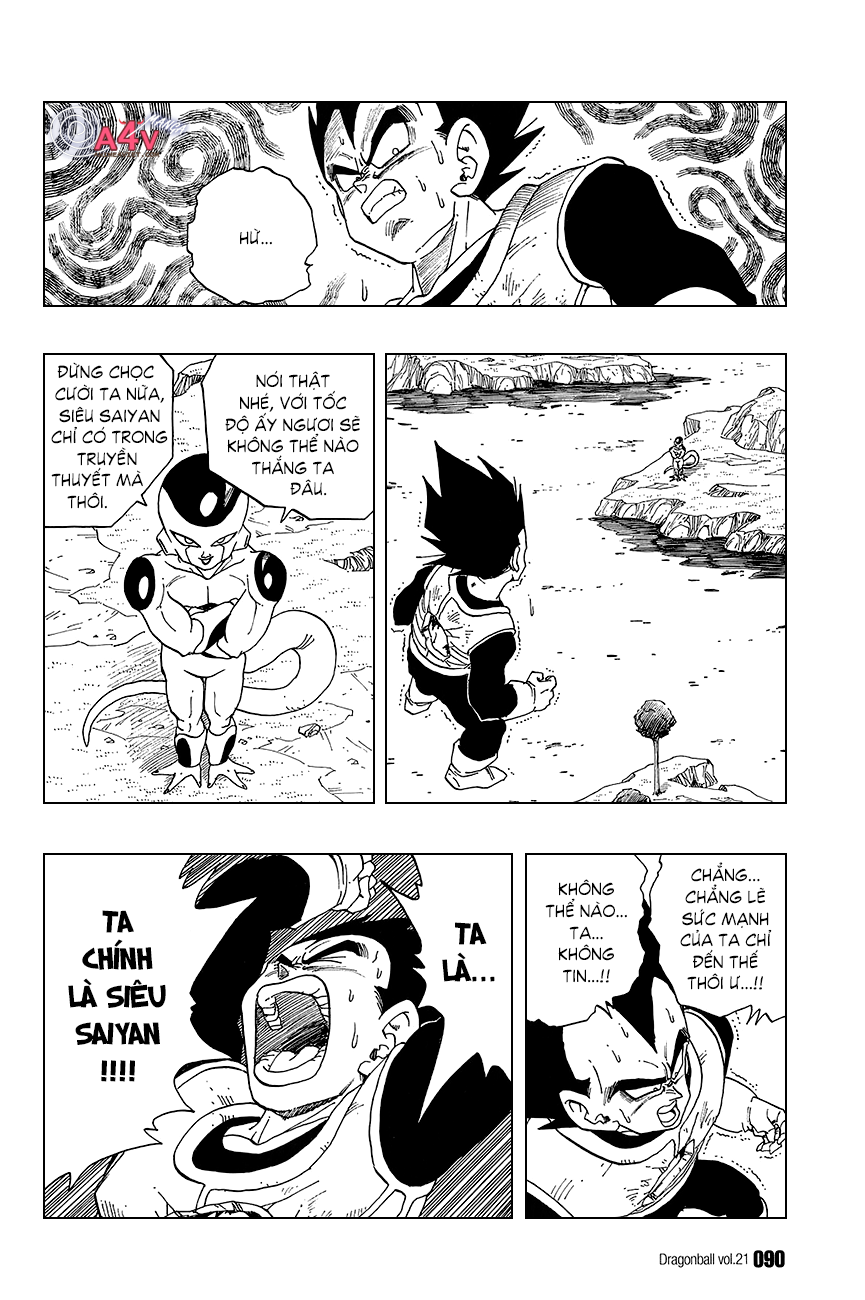 A4V
HỪ...
NÓI THẬT
NHÉ, VỚI TỐC
ĐỘ ẤY NGƯƠI SẼ
KHÔNG THỂ NÀO
THẮNG TA
ĐÂU.
ĐỪNG CHỌC
CƯỜI TA NỮA,
SIÊU SAIYAN
CHỈ CÓ TRONG
TRUYỀN
THUYẾT MÀ
THÔI.
CHẲNG...
CHẲNG LẼ
SỨC MẠNH
CỦA TA CHỈ
ĐẾN THẾ
THÔI Ư...!!
KHÔNG
THỂ NÀO...
TA...
KHÔNG
TIN...!!
TA
LÀ...
TA
CHÍNH
LÀ SIÊU
SAIYAN
!!!!
Dragonball vol.21 090